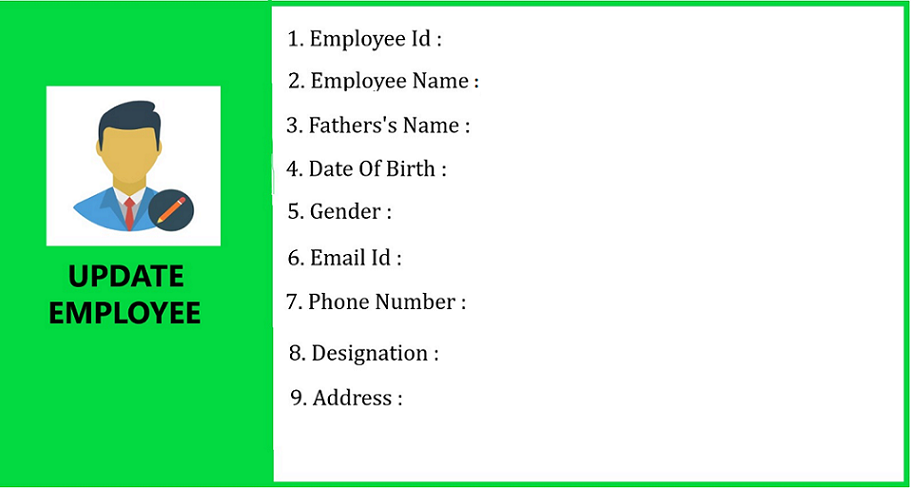 UPDATE
EMPLOYEE
1. Employee Id :
2. Employee Name :
3. Fathers's Name :
4. Date Of Birth :
5. Gender :
6. Email Id :
7. Phone Number :
8. Designation :
9. Address :